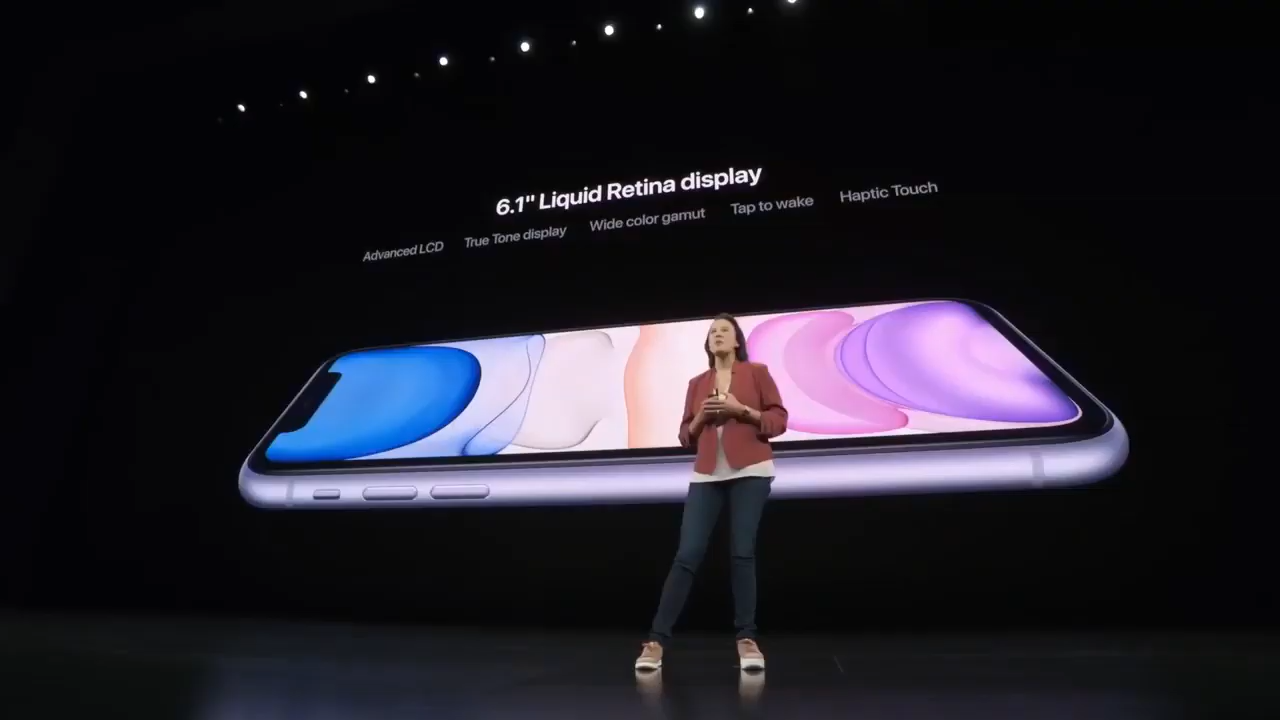 6.1" Liquid Retina display
Advanced LCD True Tone display Wide color gamut Tap to wake Haptic Touch